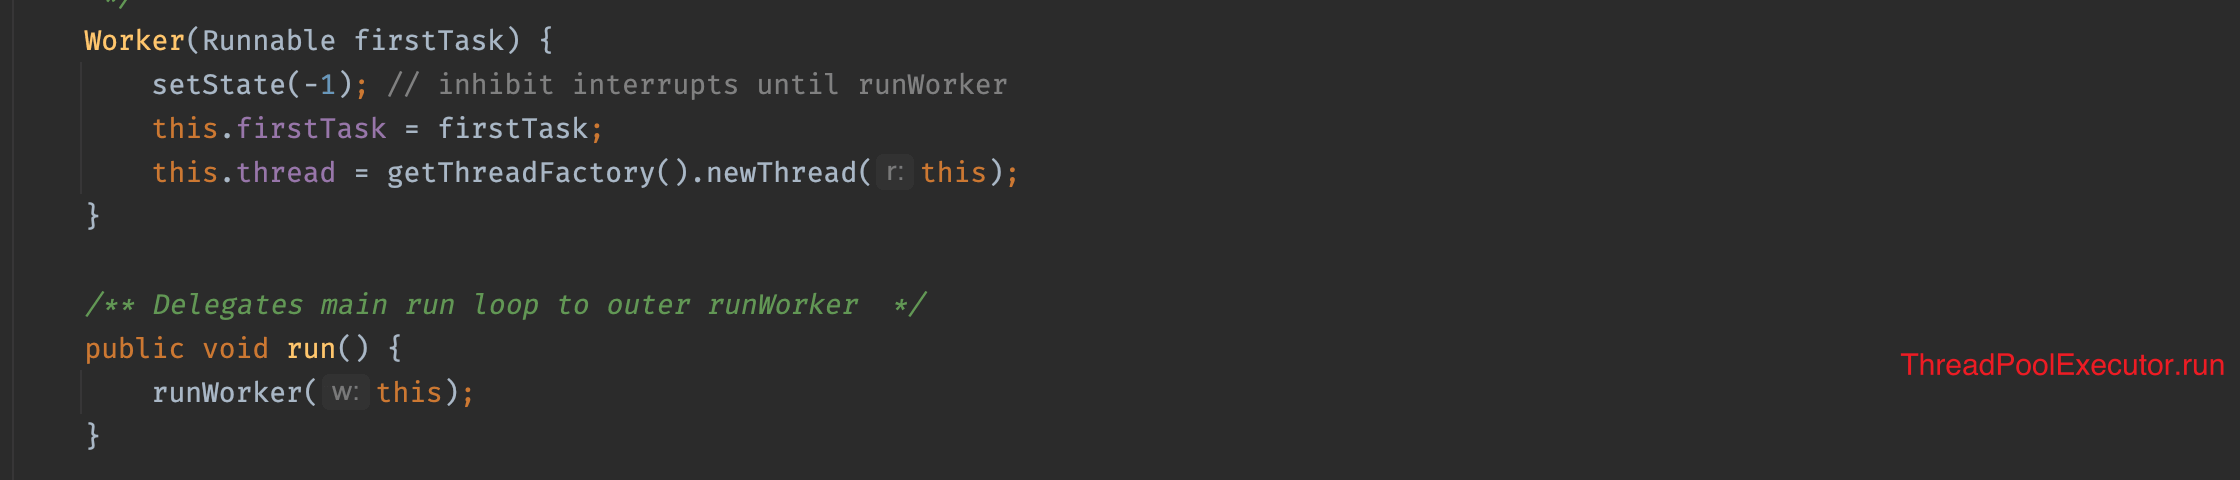 */
Worker(Runnable firstTask) {
setState(-1); // inhibit interrupts until runWorker
this.firstTask = firstTask;
this.thread = getThreadFactory().newThread( r: this);
}
/** Delegates main run loop to outer runWorker  */
public void run() {
ThreadPoolExecutor.run
runWorker( w: this);
}